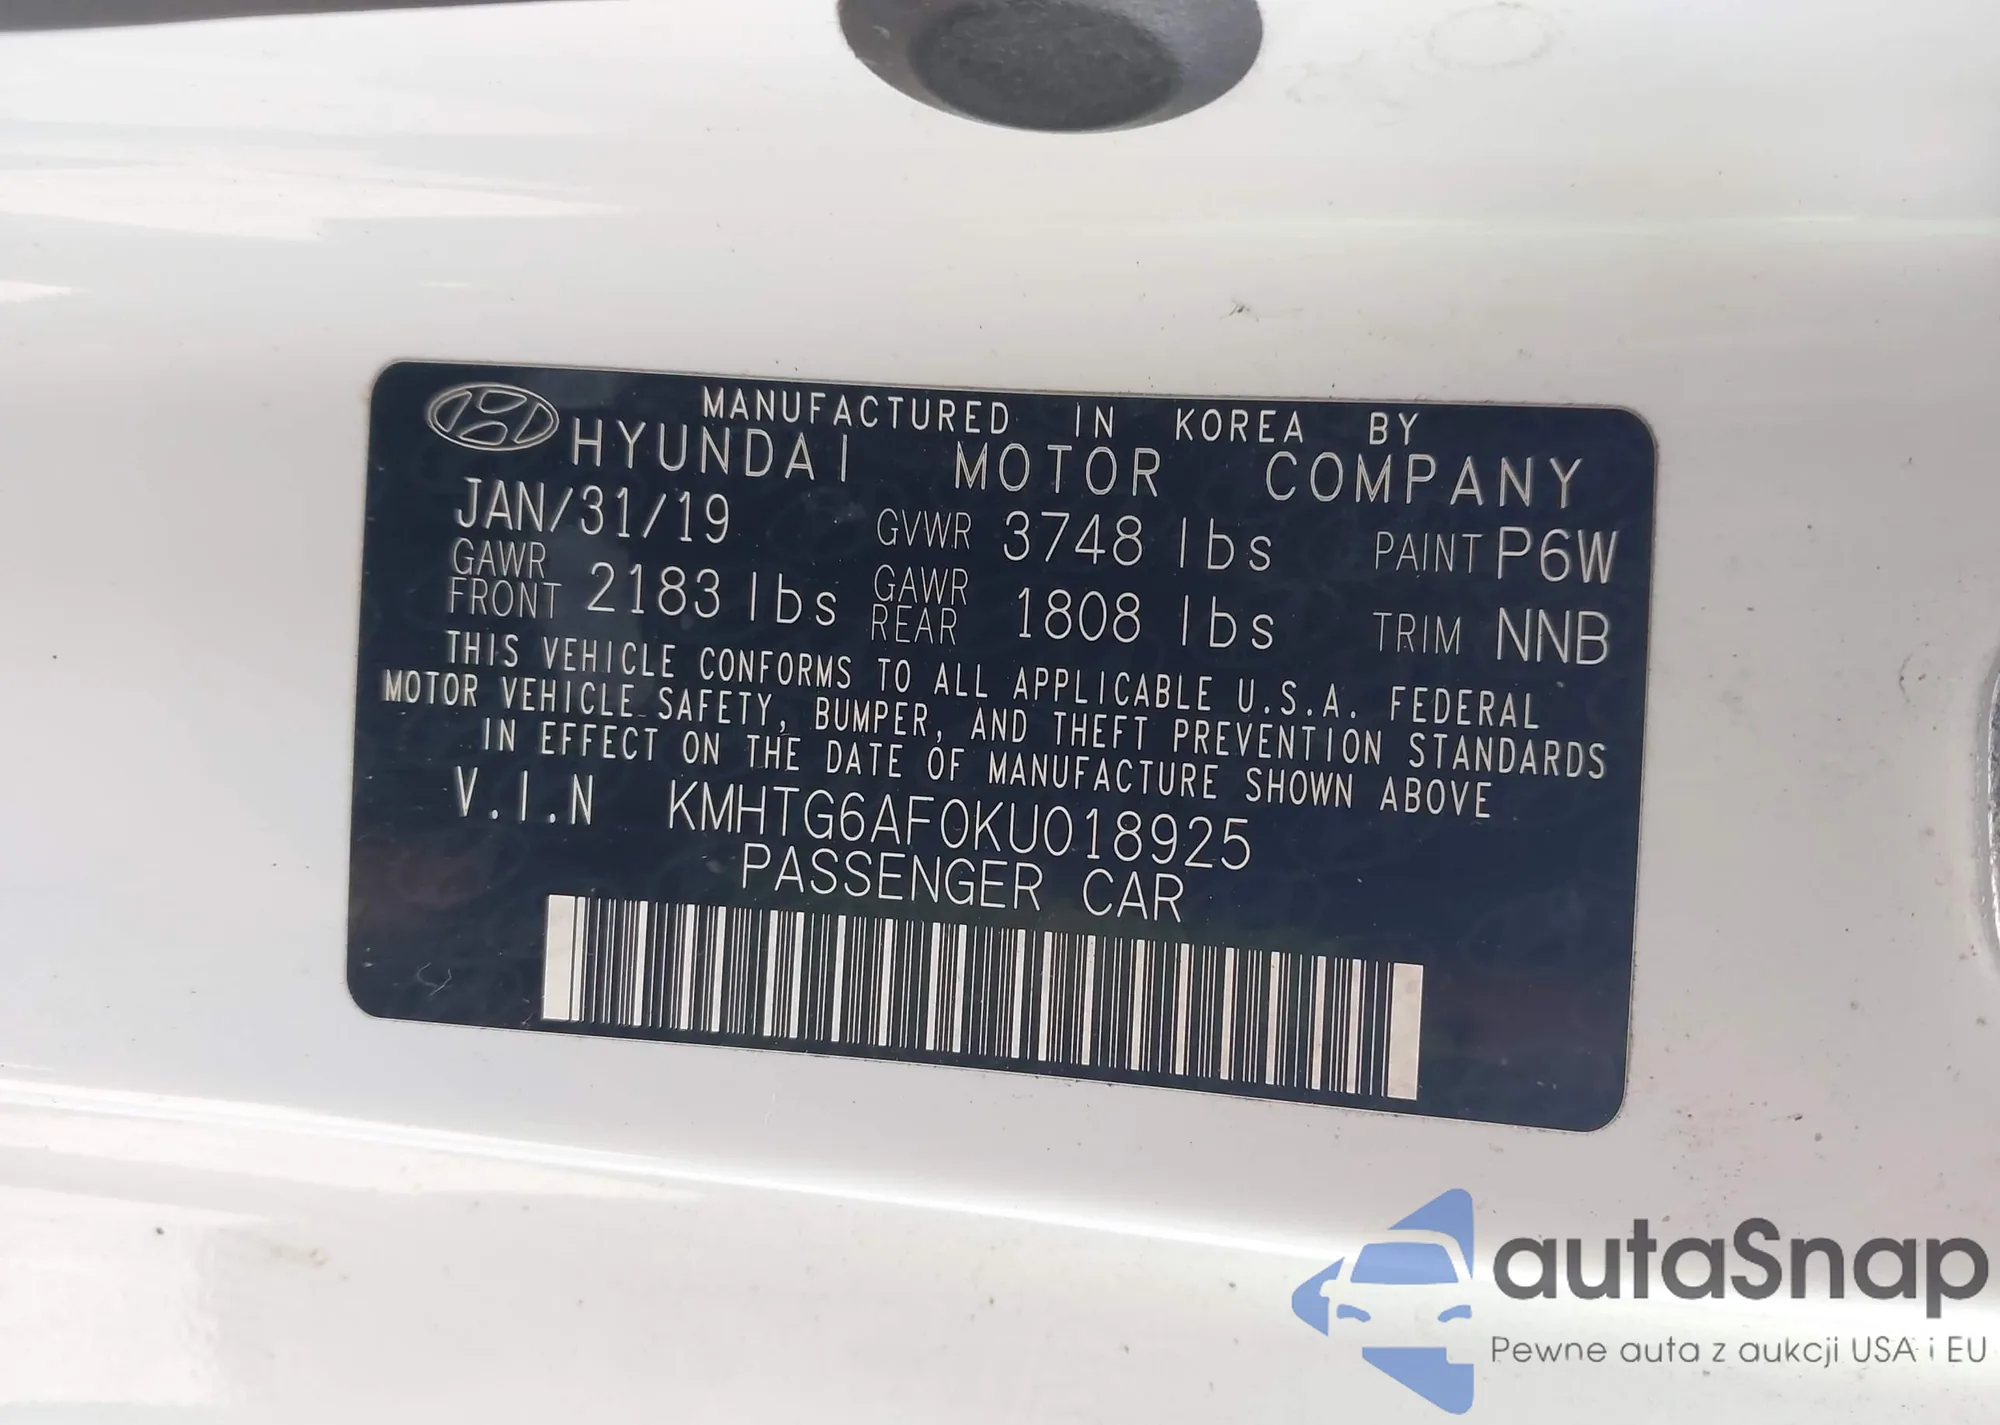 MANUFACTURED IN KOREA BY
HYUNDAI MOTOR COMPANY
JAN/31/19 GVWR 3748 lbs PAINT P6W
GAWR FRONT 2183 lbs GAWR REAR 1808 lbs TRIM NNB
THIS VEHICLE CONFORMS TO ALL APPLICABLE U.S.A. FEDERAL
MOTOR VEHICLE SAFETY, BUMPER, AND THEFT PREVENTION STANDARDS
IN EFFECT ON THE DATE OF MANUFACTURE SHOWN ABOVE
V.I.N KMHTG6AF0KU018925
PASSENGER CAR
autaSnap
Pewne auta z aukcji USA i EU